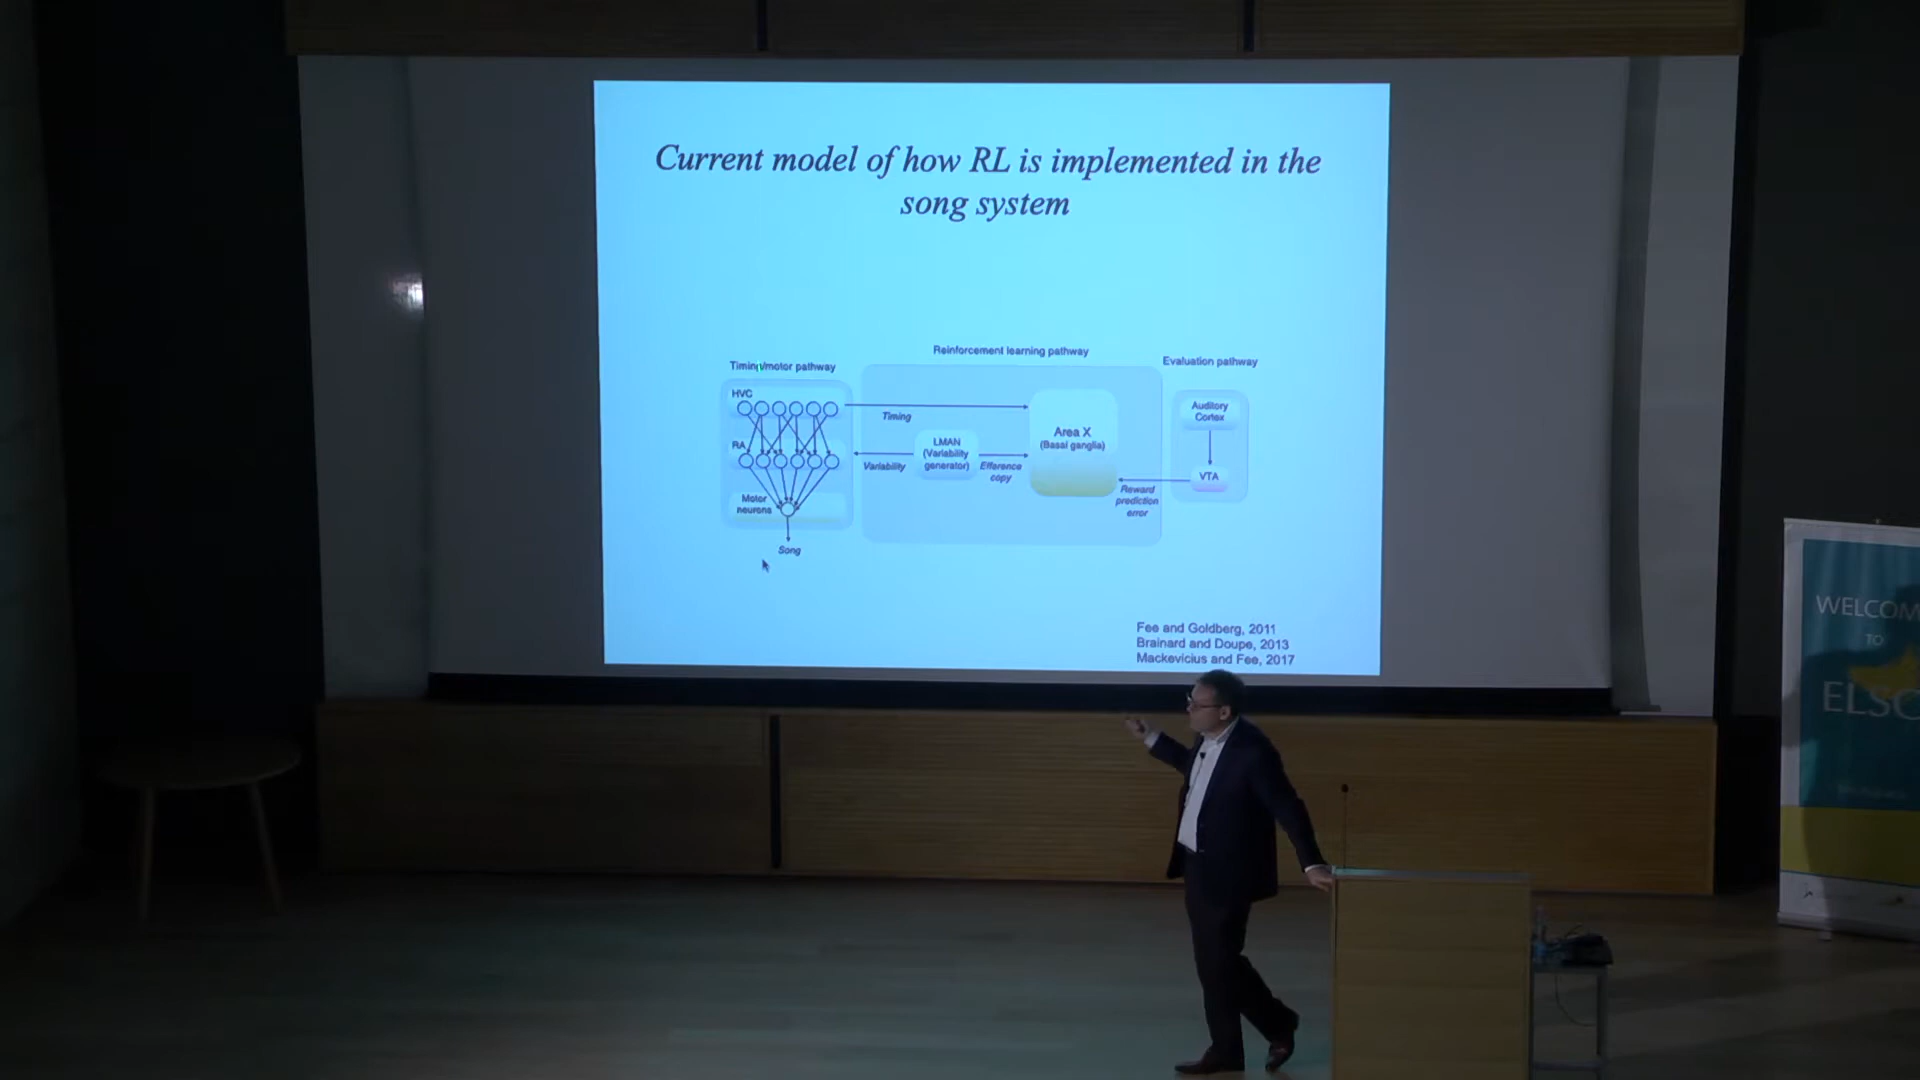 Current model of how RL is implemented in the
song system
Reinforcement learning pathway
Timing/motor pathway
Evaluation pathway
HVC
Timing
Auditory
Cortex
Area X
(Basal ganglia)
RA
LMAN
(Variability
generator)
Variability
Efference
copy
VTA
Reward
prediction
error
Motor
neurons
Song
Fee and Goldberg, 2011
Brainard and Doupe, 2013
Mackevicius and Fee, 2017
WELCOM
TO
ELSC